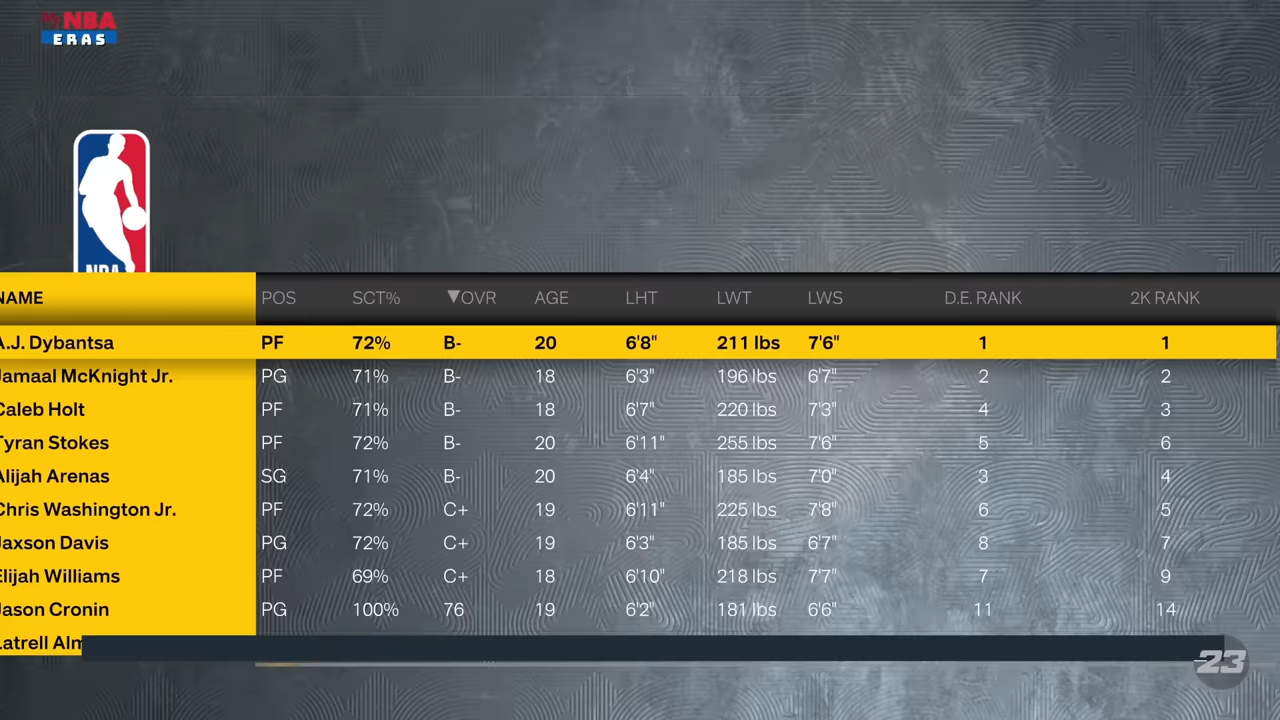 NBA
ERAS
NBA
NAME POS SCT% ▼OVR AGE LHT LWT LWS D.E. RANK 2K RANK
A.J. Dybantsa PF 72% B- 20 6'8" 211 lbs 7'6" 1 1
Jamaal McKnight Jr. PG 71% B- 18 6'3" 196 lbs 6'7" 2 2
Caleb Holt PF 71% B- 18 6'7" 220 lbs 7'3" 4 3
Tyran Stokes PF 72% B- 20 6'11" 255 lbs 7'6" 5 6
Alijah Arenas SG 71% B- 20 6'4" 185 lbs 7'0" 3 4
Chris Washington Jr. PF 72% C+ 19 6'11" 225 lbs 7'8" 6 5
Jaxson Davis PG 72% C+ 19 6'3" 185 lbs 6'7" 8 7
Elijah Williams PF 69% C+ 18 6'10" 218 lbs 7'7" 7 9
Jason Cronin PG 100% 76 19 6'2" 181 lbs 6'6" 11 14
Latrell
23